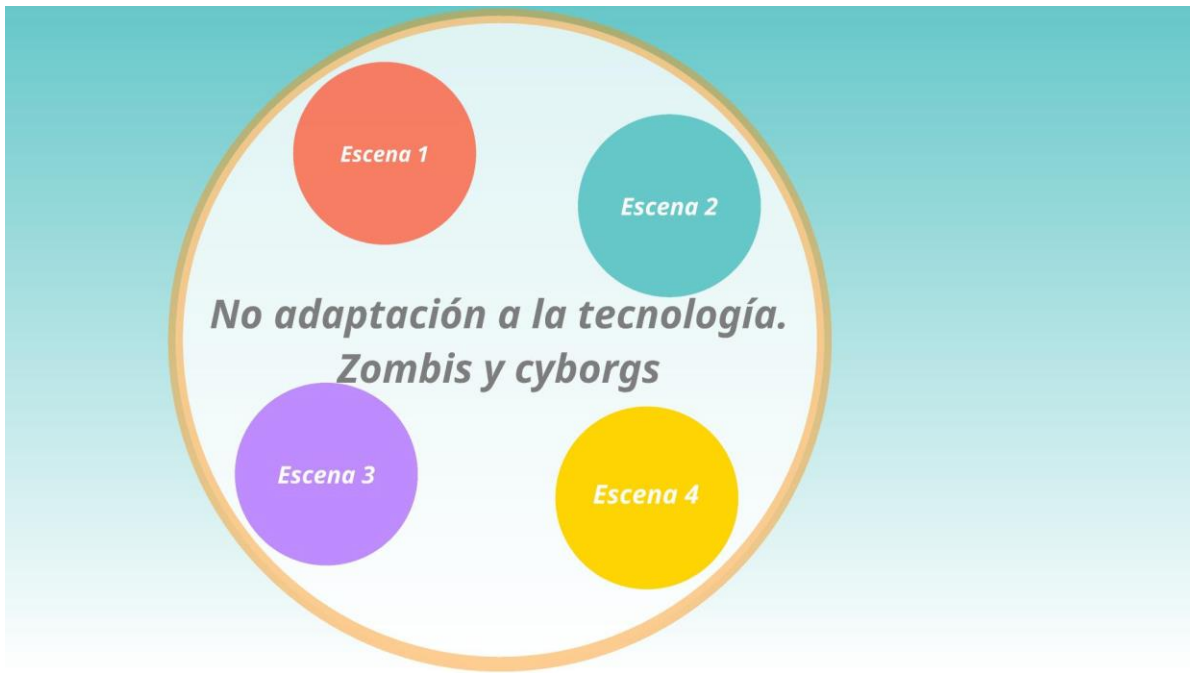 Escena 1
Escena 2
No adaptación a la tecnología.
Zombis y cyborgs
Escena 3
Escena 4